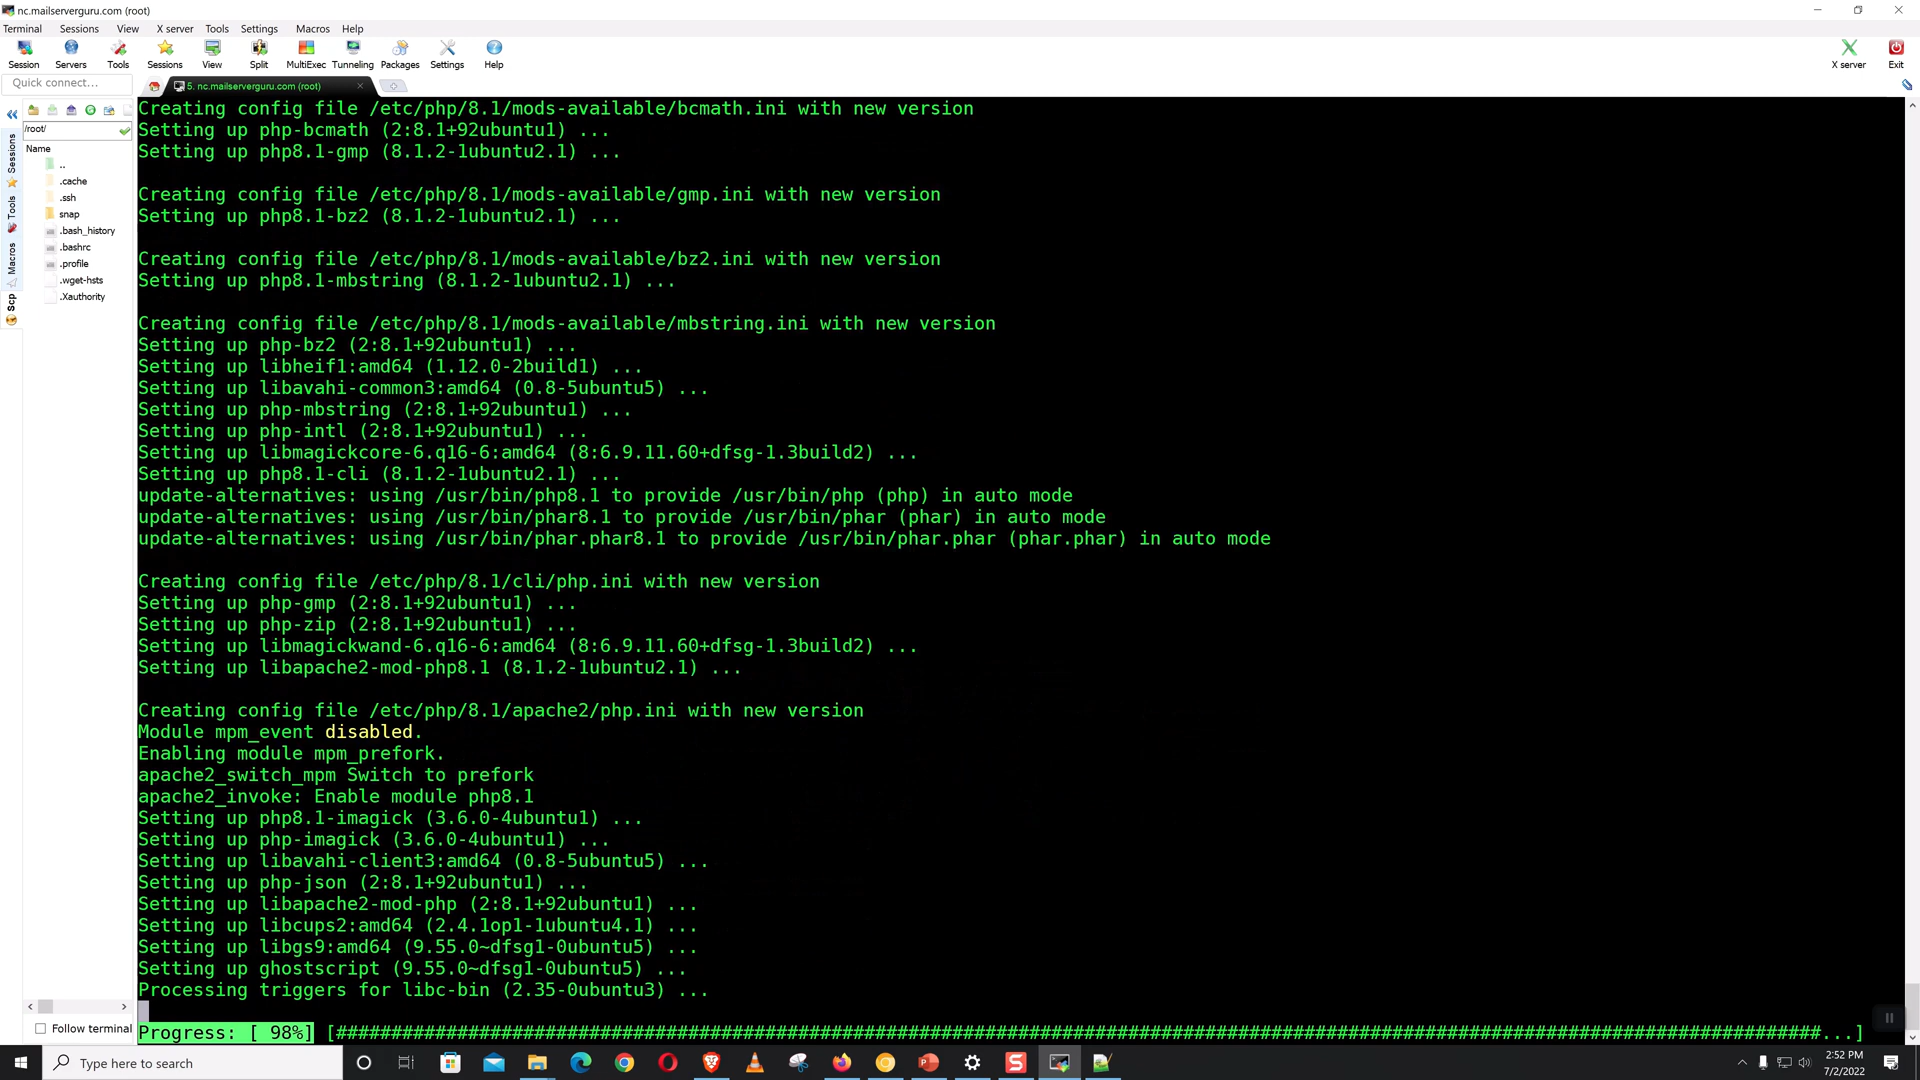 nc.mailserverguru.com (root)
Terminal Sessions View X server Tools Settings Macros Help
Session Servers Tools Sessions View Split MultiExec Tunneling Packages Settings Help X server Exit
Quick connect...
5. nc.mailserverguru.com (root)
/root/
Name
..
.cache
.ssh
snap
.bash_history
.bashrc
.profile
.wget-hsts
.Xauthority
Sessions
Tools
Macros
Scp
Follow terminal
Creating config file /etc/php/8.1/mods-available/bcmath.ini with new version
Setting up php-bcmath (2:8.1+92ubuntu1) ...
Setting up php8.1-gmp (8.1.2-1ubuntu2.1) ...
Creating config file /etc/php/8.1/mods-available/gmp.ini with new version
Setting up php8.1-bz2 (8.1.2-1ubuntu2.1) ...
Creating config file /etc/php/8.1/mods-available/bz2.ini with new version
Setting up php8.1-mbstring (8.1.2-1ubuntu2.1) ...
Creating config file /etc/php/8.1/mods-available/mbstring.ini with new version
Setting up php-bz2 (2:8.1+92ubuntu1) ...
Setting up libheif1:amd64 (1.12.0-2build1) ...
Setting up libavahi-common3:amd64 (0.8-5ubuntu5) ...
Setting up php-mbstring (2:8.1+92ubuntu1) ...
Setting up php-intl (2:8.1+92ubuntu1) ...
Setting up libmagickcore-6.q16-6:amd64 (8:6.9.11.60+dfsg-1.3build2) ...
Setting up php8.1-cli (8.1.2-1ubuntu2.1) ...
update-alternatives: using /usr/bin/php8.1 to provide /usr/bin/php (php) in auto mode
update-alternatives: using /usr/bin/phar8.1 to provide /usr/bin/phar (phar) in auto mode
update-alternatives: using /usr/bin/phar.phar8.1 to provide /usr/bin/phar.phar (phar.phar) in auto mode
Creating config file /etc/php/8.1/cli/php.ini with new version
Setting up php-gmp (2:8.1+92ubuntu1) ...
Setting up php-zip (2:8.1+92ubuntu1) ...
Setting up libmagickwand-6.q16-6:amd64 (8:6.9.11.60+dfsg-1.3build2) ...
Setting up libapache2-mod-php8.1 (8.1.2-1ubuntu2.1) ...
Creating config file /etc/php/8.1/apache2/php.ini with new version
Module mpm_event disabled.
Enabling module mpm_prefork.
apache2_switch_mpm Switch to prefork
apache2_invoke: Enable module php8.1
Setting up php8.1-imagick (3.6.0-4ubuntu1) ...
Setting up php-imagick (3.6.0-4ubuntu1) ...
Setting up libavahi-client3:amd64 (0.8-5ubuntu5) ...
Setting up php-json (2:8.1+92ubuntu1) ...
Setting up libapache2-mod-php (2:8.1+92ubuntu1) ...
Setting up libcups2:amd64 (2.4.1op1-1ubuntu4.1) ...
Setting up libgs9:amd64 (9.55.0~dfsg1-0ubuntu5) ...
Setting up ghostscript (9.55.0~dfsg1-0ubuntu5) ...
Processing triggers for libc-bin (2.35-0ubuntu3) ...
Progress: [ 98%] [#######################################################################################################################################...]
Type here to search
2:52 PM
7/2/2022